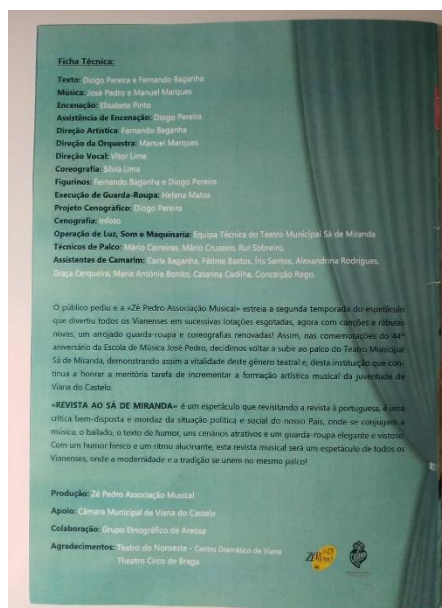 Ficha Técnica:
Texto: Diogo Pereira e Fernando Baganha
Música: José Pedro e Manuel Marques
Encenação: Elisabete Pinto
Assistência de Encenação: Diogo Pereira
Direção Artística: Fernando Baganha
Direção da Orquestra: Manuel Marques
Direção Vocal: Vítor Lima
Coreografia: Sílvia Lima
Figurinos: Fernando Baganha e Diogo Pereira
Execução de Guarda-Roupa: Helena Matos
Projeto Cenográfico: Diogo Pereira
Cenografia: Infoto
Operação de Luz, Som e Maquinaria: Equipa Técnica do Teatro Municipal Sá de Miranda
Técnicos de Palco: Mário Carreiras, Mário Cruzeiro, Rui Sobreiro.
Assistentes de Camarim: Carla Baganha, Fátima Bastos, Íris Santos, Alexandrina Rodrigues,
Graça Cerqueira, Maria Antónia Bonito, Catarina Cadilha, Conceição Rego.
O público pediu e a «Zé Pedro Associação Musical» estreia a segunda temporada do espetáculo
que divertiu todos os Vianenses em sucessivas lotações esgotadas, agora com canções e rábulas
novas, um arrojado guarda-roupa e coreografias renovadas! Assim, nas comemorações do 44º
aniversário da Escola de Música José Pedro, decidimos voltar a subir ao palco do Teatro Municipal
Sá de Miranda, demonstrando assim a vitalidade deste género teatral e, desta instituição que con-
tinua a honrar a meritória tarefa de incrementar a formação artística musical da juventude de
Viana do Castelo.
«REVISTA AO SÁ DE MIRANDA» é um espetáculo que revisitando a revista à portuguesa, é uma
crítica bem-disposta e mordaz da situação política e social do nosso País, onde se conjugam a
música, o bailado, o texto de humor, uns cenários atrativos e um guarda-roupa elegante e vistoso.
Com um humor fresco e um ritmo alucinante, esta revista musical será um espetáculo de todos os
Vianenses, onde a modernidade e a tradição se unem no mesmo palco!
Produção: Zé Pedro Associação Musical
Apoio: Câmara Municipal de Viana do Castelo
Colaboração: Grupo Etnográfico de Areosa
Agradecimentos: Teatro do Noroeste - Centro Dramático de Viana
Theatro Circo de Braga